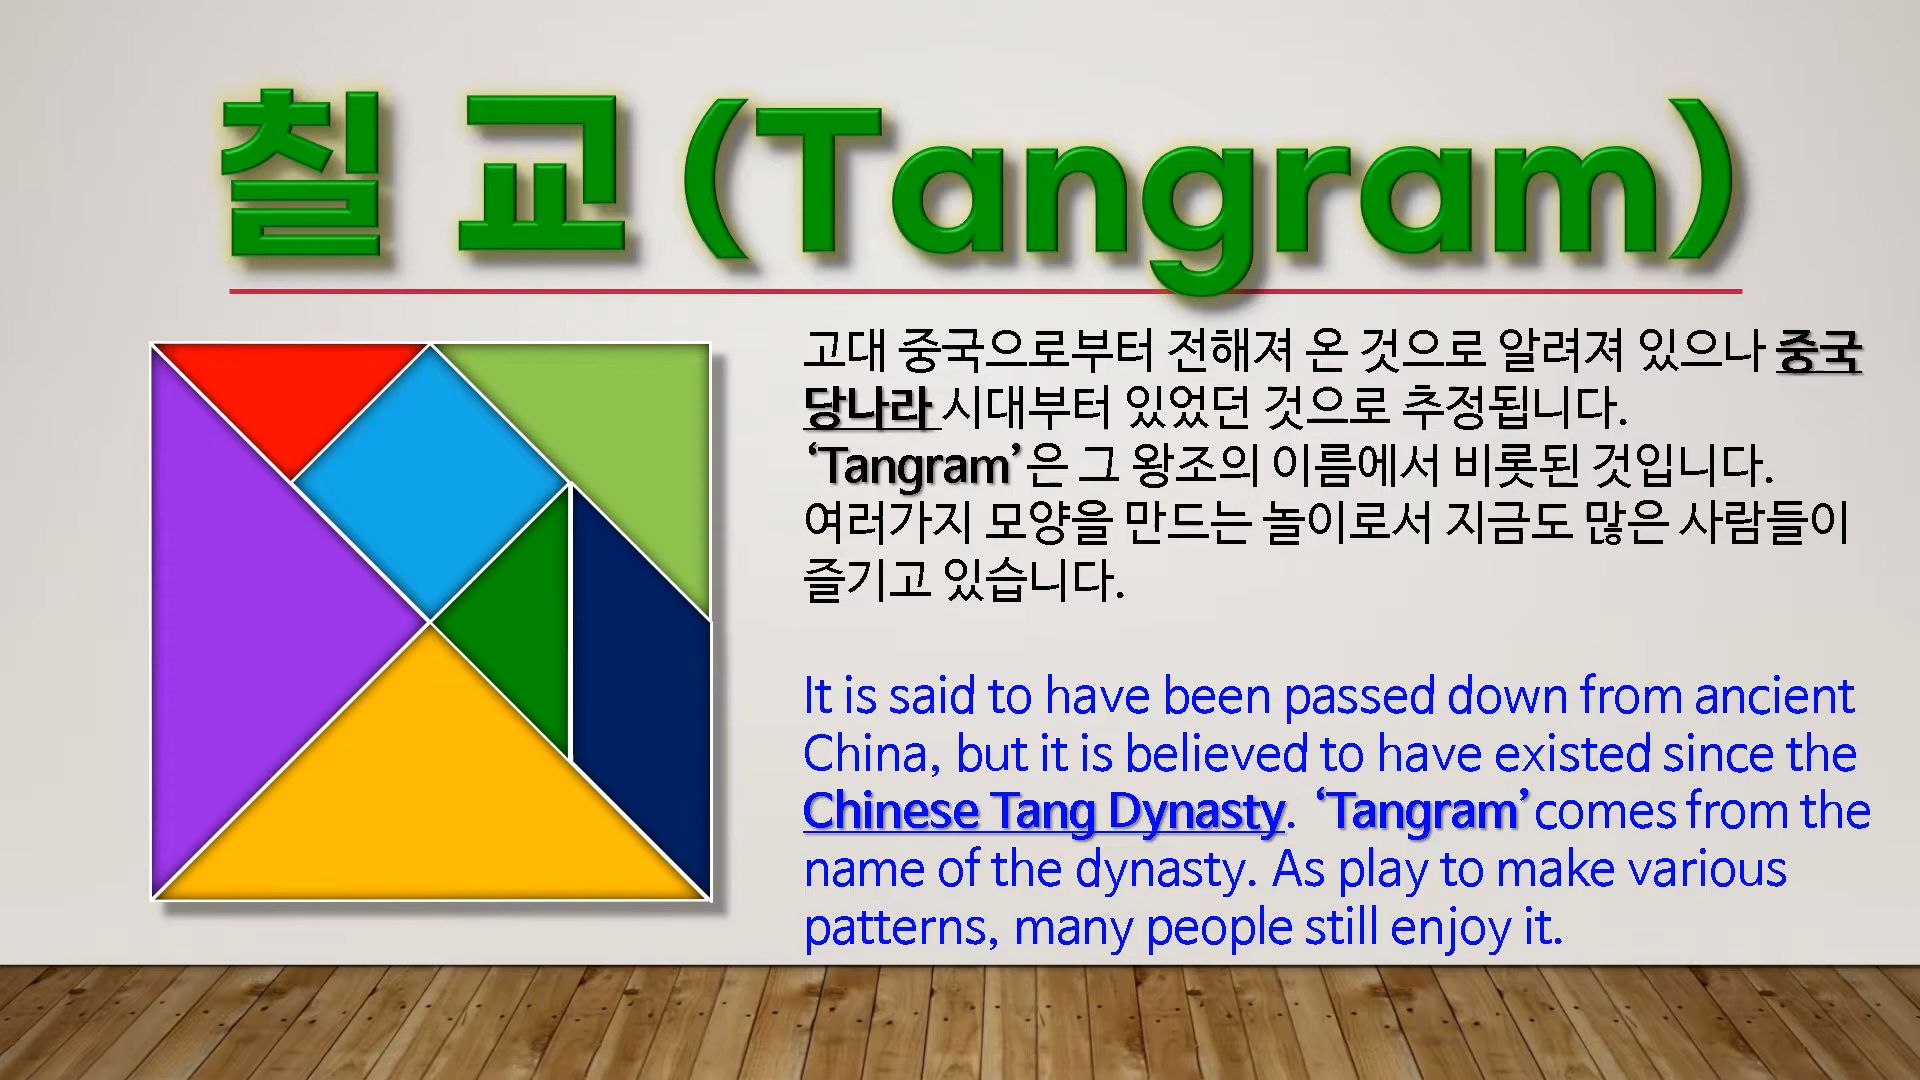 칠 교(Tangram)
고대 중국으로부터 전해져 온 것으로 알려져 있으나 중국
당나라 시대부터 있었던 것으로 추정됩니다.
‘Tangram’은 그 왕조의 이름에서 비롯된 것입니다.
여러가지 모양을 만드는 놀이로서 지금도 많은 사람들이
즐기고 있습니다.
It is said to have been passed down from ancient
China, but it is believed to have existed since the
Chinese Tang Dynasty. ‘Tangram’ comes from the
name of the dynasty. As play to make various
patterns, many people still enjoy it.